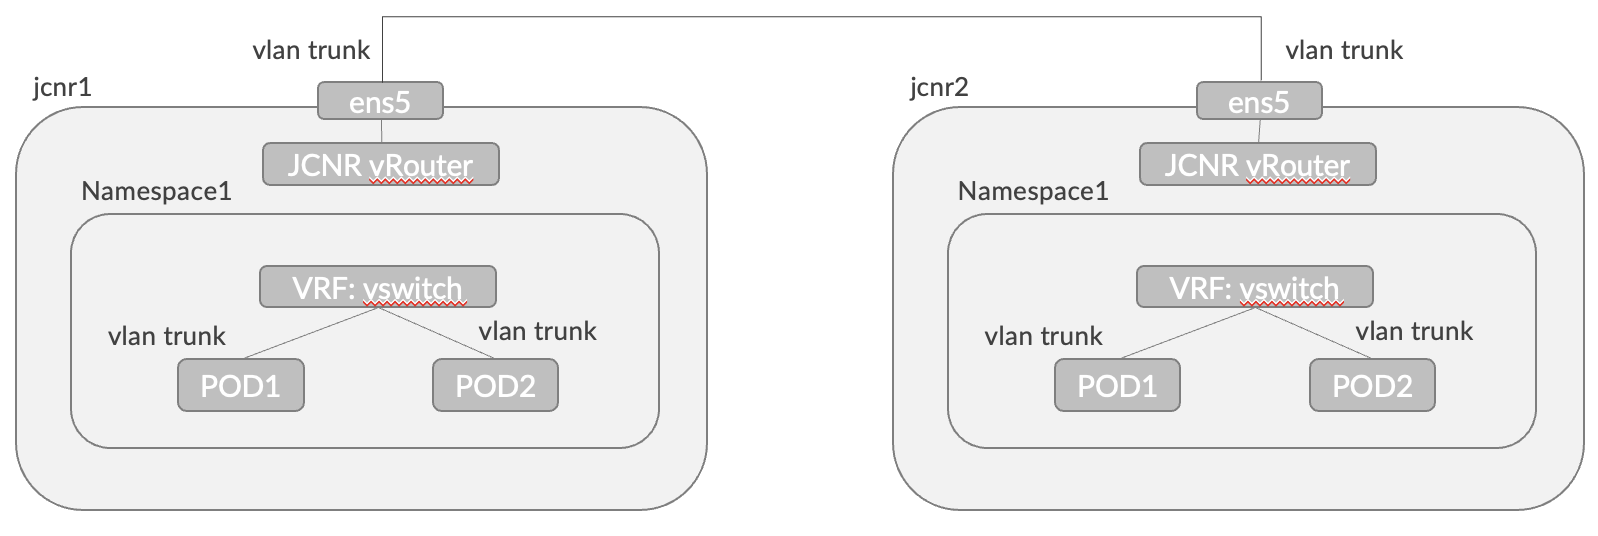 vlan trunk
vlan trunk
jcnr1
ens5
jcnr2
ens5
JCNR vRouter
JCNR vRouter
Namespace1
Namespace1
VRF: vswitch
VRF: vswitch
vlan trunk
vlan trunk
vlan trunk
vlan trunk
POD1
POD2
POD1
POD2